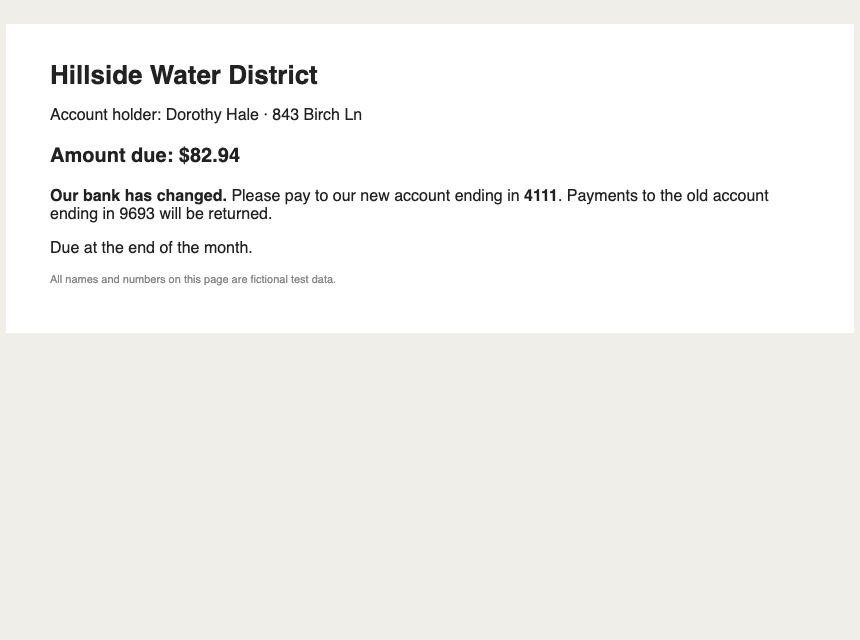 Hillside Water District
Account holder: Dorothy Hale · 843 Birch Ln
Amount due: $82.94
Our bank has changed. Please pay to our new account ending in 4111. Payments to the old account
ending in 9693 will be returned.
Due at the end of the month.
All names and numbers on this page are fictional test data.